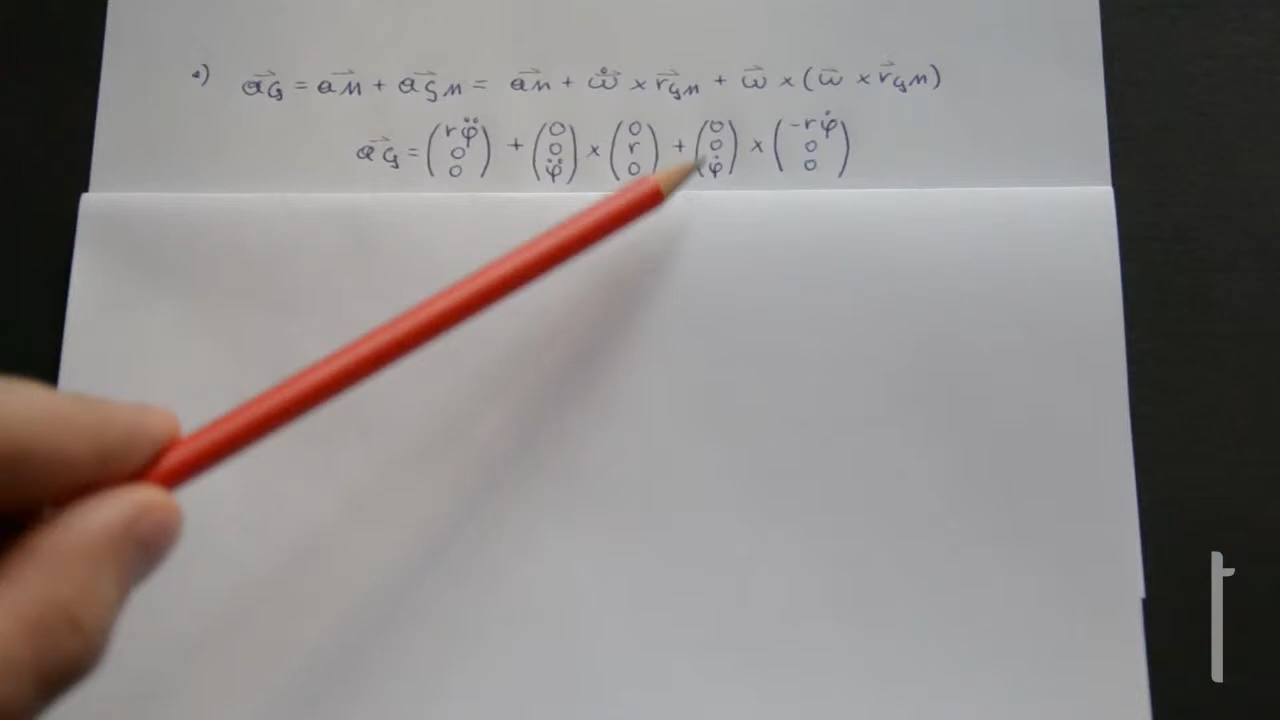 a) a⃗G = a⃗M + a⃗GM = a⃗M + ω⃗̇ × r⃗GM + ω⃗ × (ω⃗ × r⃗GM)
a⃗G = (rφ̈ 0 0) + (0 0 φ̈) × (0 r 0) + (0 0 φ̇) × (-rφ̇ 0 0)